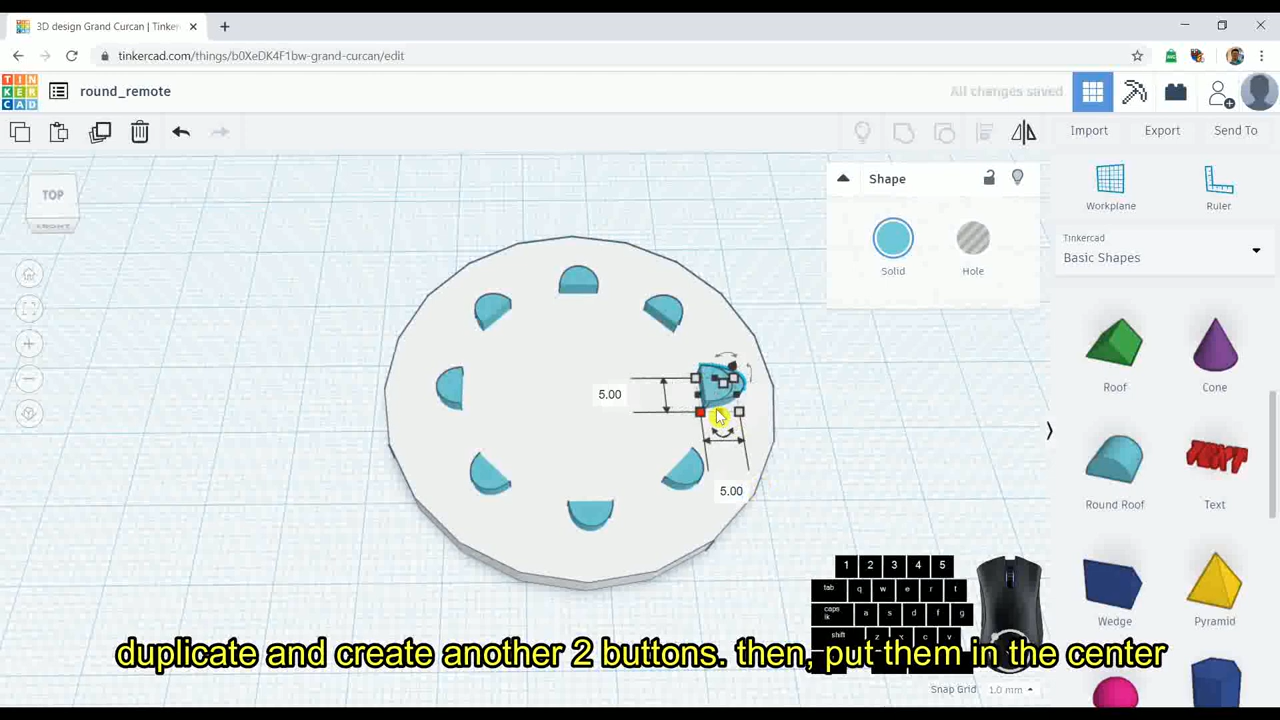 3D design Grand Curcan | Tinker
tinkercad.com/things/b0XeDK4F1bw-grand-curcan/edit
TIN
KER
CAD
round_remote
All changes saved
Import
Export
Send To
TOP
FRONT
Shape
Solid
Hole
Workplane
Ruler
Tinkercad
Basic Shapes
Roof
Cone
5.00
5.00
TEXT
Round Roof
Text
Wedge
Pyramid
1 2 3 4 5
tab q w e r t
caps lk a s d f g
shift z x c v
duplicate and create another 2 buttons. then, put them in the center
Snap Grid 1.0 mm